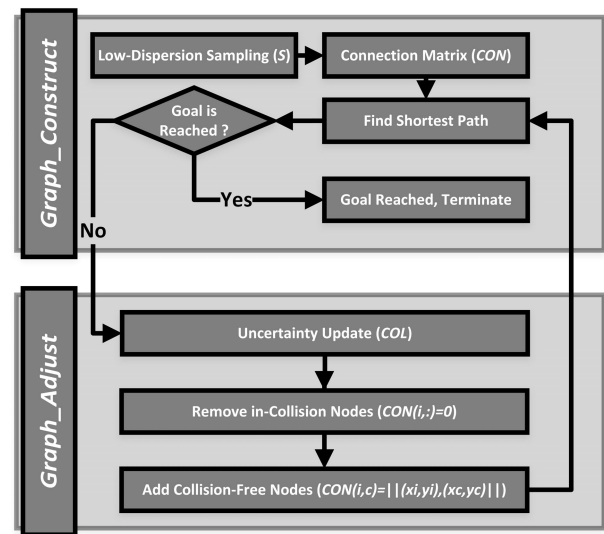 Graph_Construct
Low-Dispersion Sampling (S)
Connection Matrix (CON)
Goal is
Reached ?
Find Shortest Path
Yes
Goal Reached, Terminate
No
Graph_Adjust
Uncertainty Update (COL)
Remove in-Collision Nodes (CON(i,:)=0)
Add Collision-Free Nodes (CON(i,c)=||(xi,yi),(xc,yc)||)